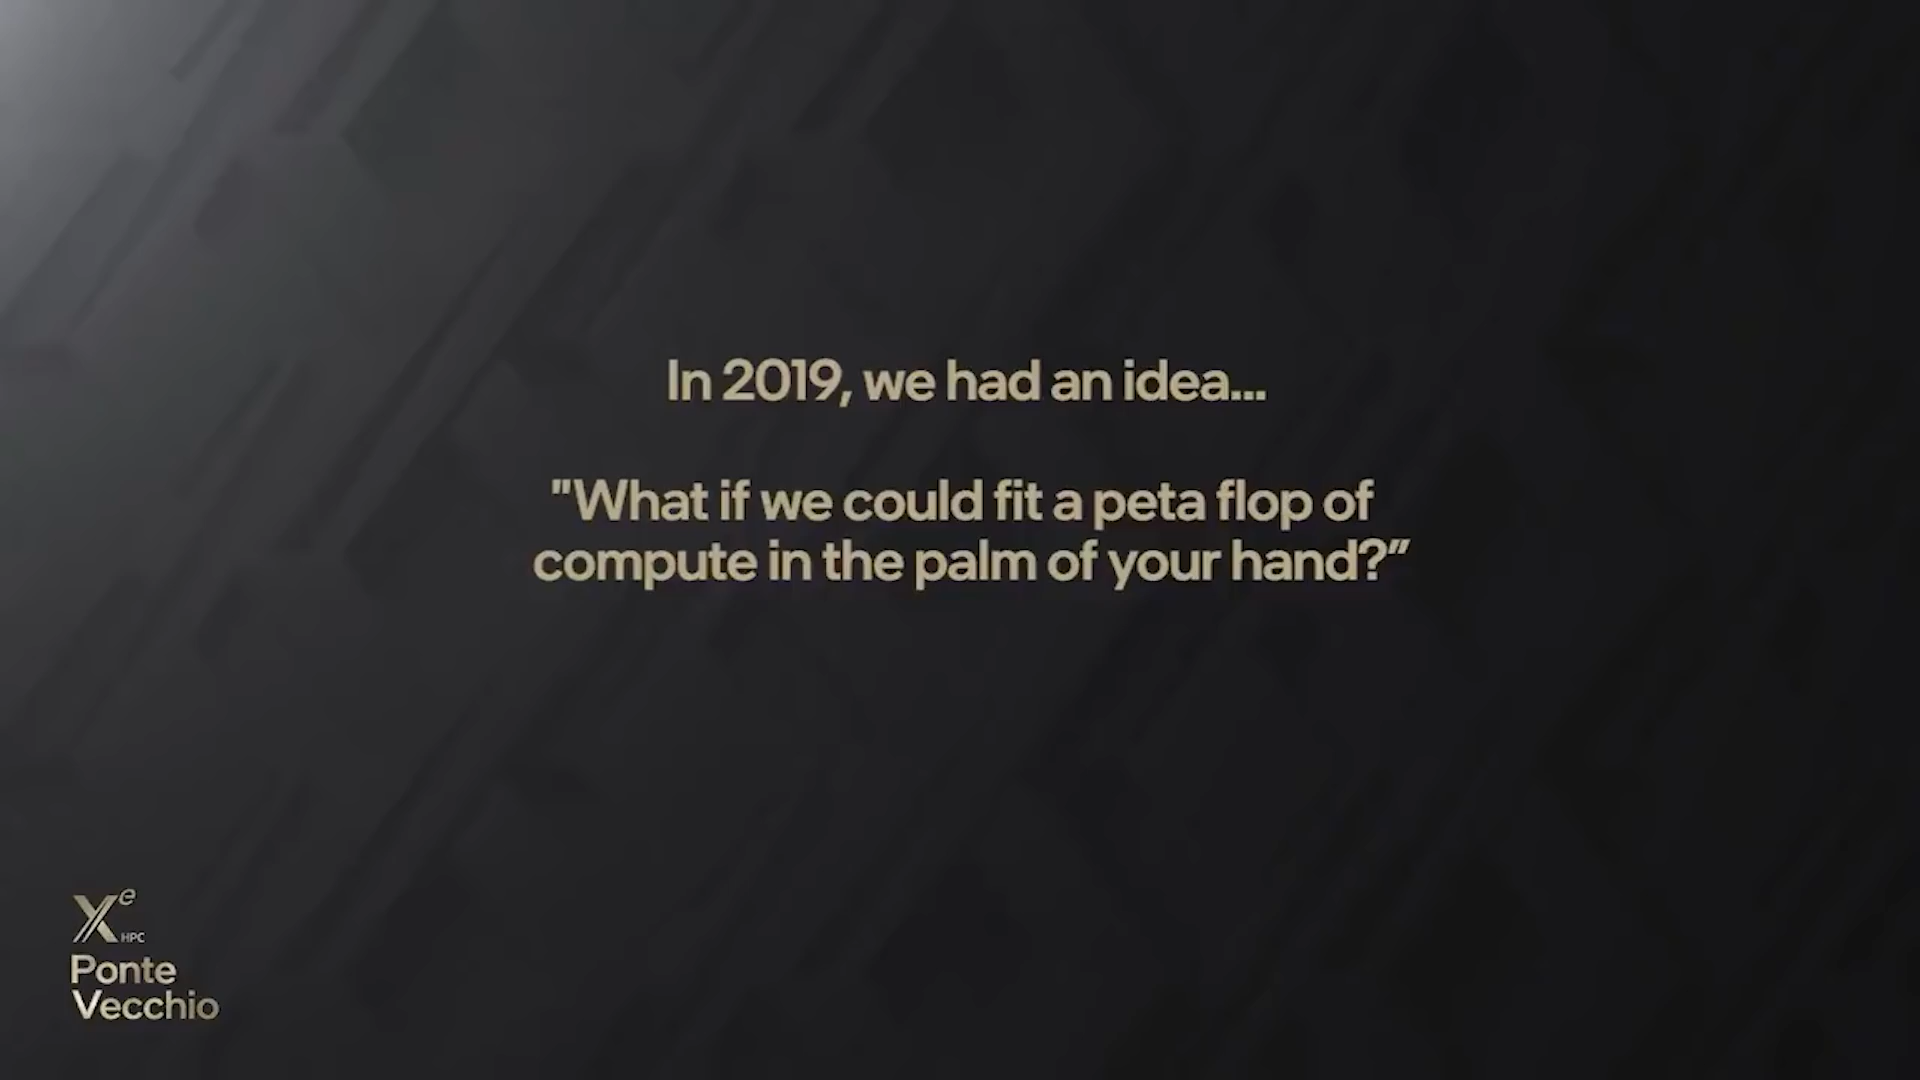 In 2019, we had an idea...
"What if we could fit a peta flop of
compute in the palm of your hand?”
Xe
HPC
Ponte
Vecchio